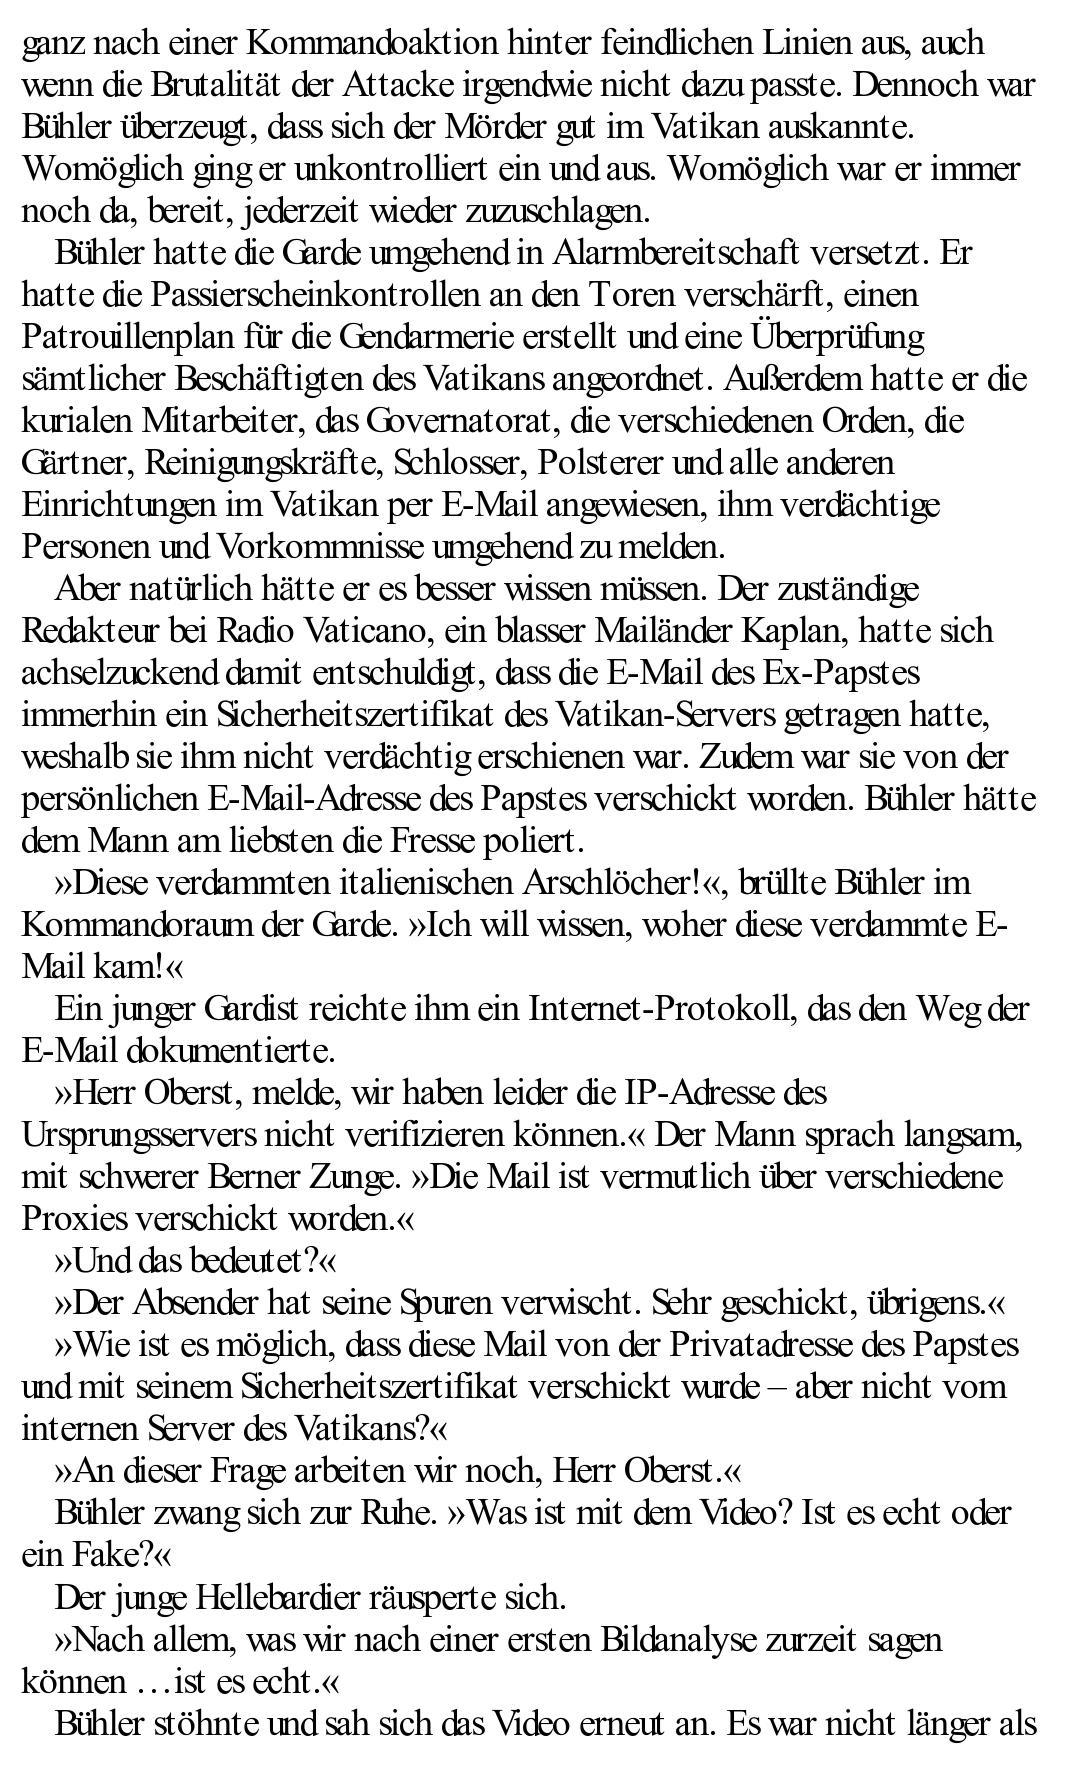 ganz nach einer Kommandoaktion hinter feindlichen Linien aus, auch
wenn die Brutalität der Attacke irgendwie nicht dazu passte. Dennoch war
Bühler überzeugt, dass sich der Mörder gut im Vatikan auskannte.
Womöglich ging er unkontrolliert ein und aus. Womöglich war er immer
noch da, bereit, jederzeit wieder zuzuschlagen.
Bühler hatte die Garde umgehend in Alarmbereitschaft versetzt. Er
hatte die Passierscheinkontrollen an den Toren verschärft, einen
Patrouillenplan für die Gendarmerie erstellt und eine Überprüfung
sämtlicher Beschäftigten des Vatikans angeordnet. Außerdem hatte er die
kurialen Mitarbeiter, das Governatorat, die verschiedenen Orden, die
Gärtner, Reinigungskräfte, Schlosser, Polsterer und alle anderen
Einrichtungen im Vatikan per E-Mail angewiesen, ihm verdächtige
Personen und Vorkommnisse umgehend zu melden.
Aber natürlich hätte er es besser wissen müssen. Der zuständige
Redakteur bei Radio Vaticano, ein blasser Mailänder Kaplan, hatte sich
achselzuckend damit entschuldigt, dass die E-Mail des Ex-Papstes
immerhin ein Sicherheitszertifikat des Vatikan-Servers getragen hatte,
weshalb sie ihm nicht verdächtig erschienen war. Zudem war sie von der
persönlichen E-Mail-Adresse des Papstes verschickt worden. Bühler hätte
dem Mann am liebsten die Fresse poliert.
»Diese verdammten italienischen Arschlöcher!«, brüllte Bühler im
Kommandoraum der Garde. »Ich will wissen, woher diese verdammte E-
Mail kam!«
Ein junger Gardist reichte ihm ein Internet-Protokoll, das den Weg der
E-Mail dokumentierte.
»Herr Oberst, melde, wir haben leider die IP-Adresse des
Ursprungsservers nicht verifizieren können.« Der Mann sprach langsam,
mit schwerer Berner Zunge. »Die Mail ist vermutlich über verschiedene
Proxies verschickt worden.«
»Und das bedeutet?«
»Der Absender hat seine Spuren verwischt. Sehr geschickt, übrigens.«
»Wie ist es möglich, dass diese Mail von der Privatadresse des Papstes
und mit seinem Sicherheitszertifikat verschickt wurde – aber nicht vom
internen Server des Vatikans?«
»An dieser Frage arbeiten wir noch, Herr Oberst.«
Bühler zwang sich zur Ruhe. »Was ist mit dem Video? Ist es echt oder
ein Fake?«
Der junge Hellebardier räusperte sich.
»Nach allem, was wir nach einer ersten Bildanalyse zurzeit sagen
können … ist es echt.«
Bühler stöhnte und sah sich das Video erneut an. Es war nicht länger als